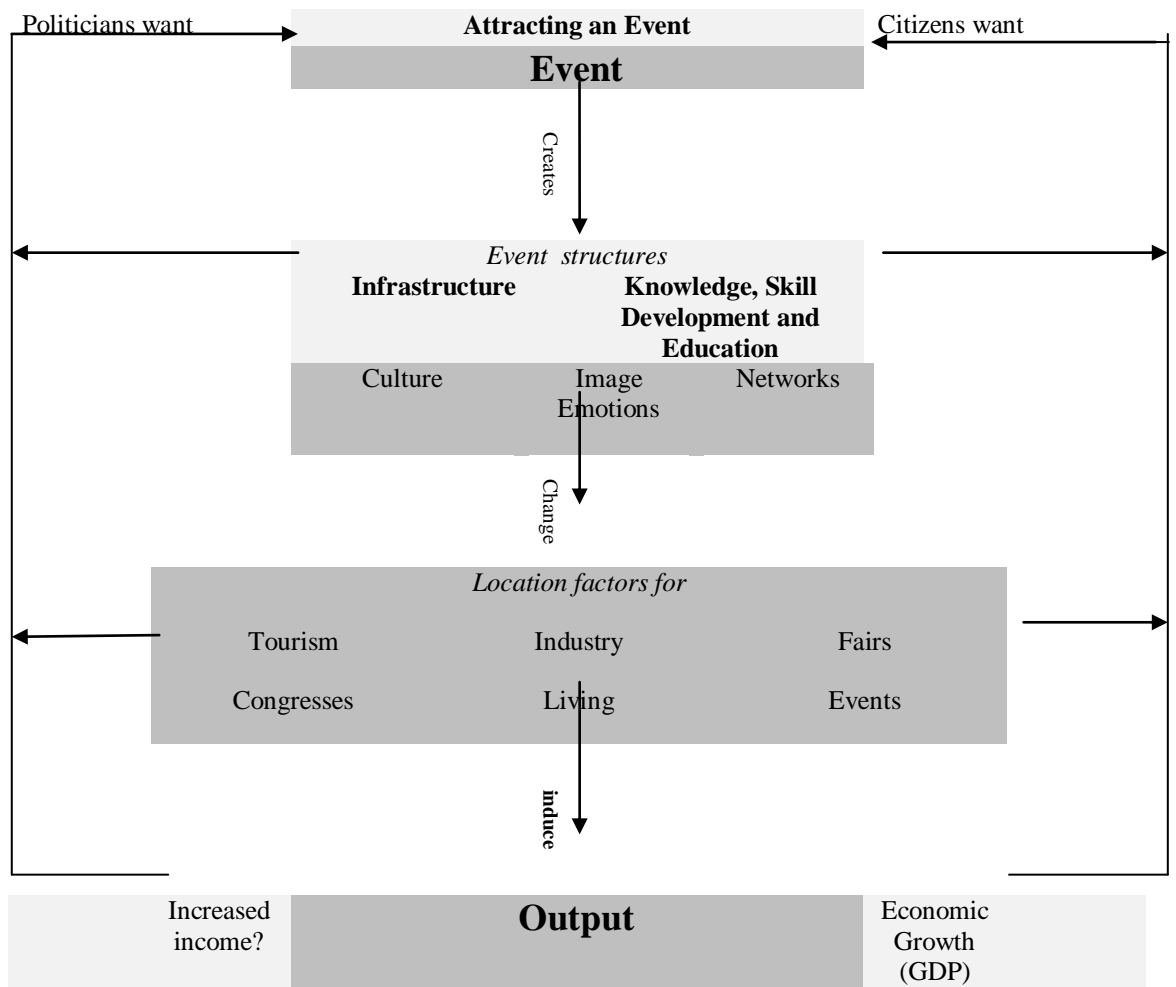 Politicians want
Attracting an Event
Citizens want
Event
Creates
Event structures
Infrastructure
Knowledge, Skill
Development and
Education
Culture
Image
Emotions
Networks
Change
Location factors for
Tourism
Industry
Fairs
Congresses
Living
Events
induce
Increased
income?
Output
Economic
Growth
(GDP)